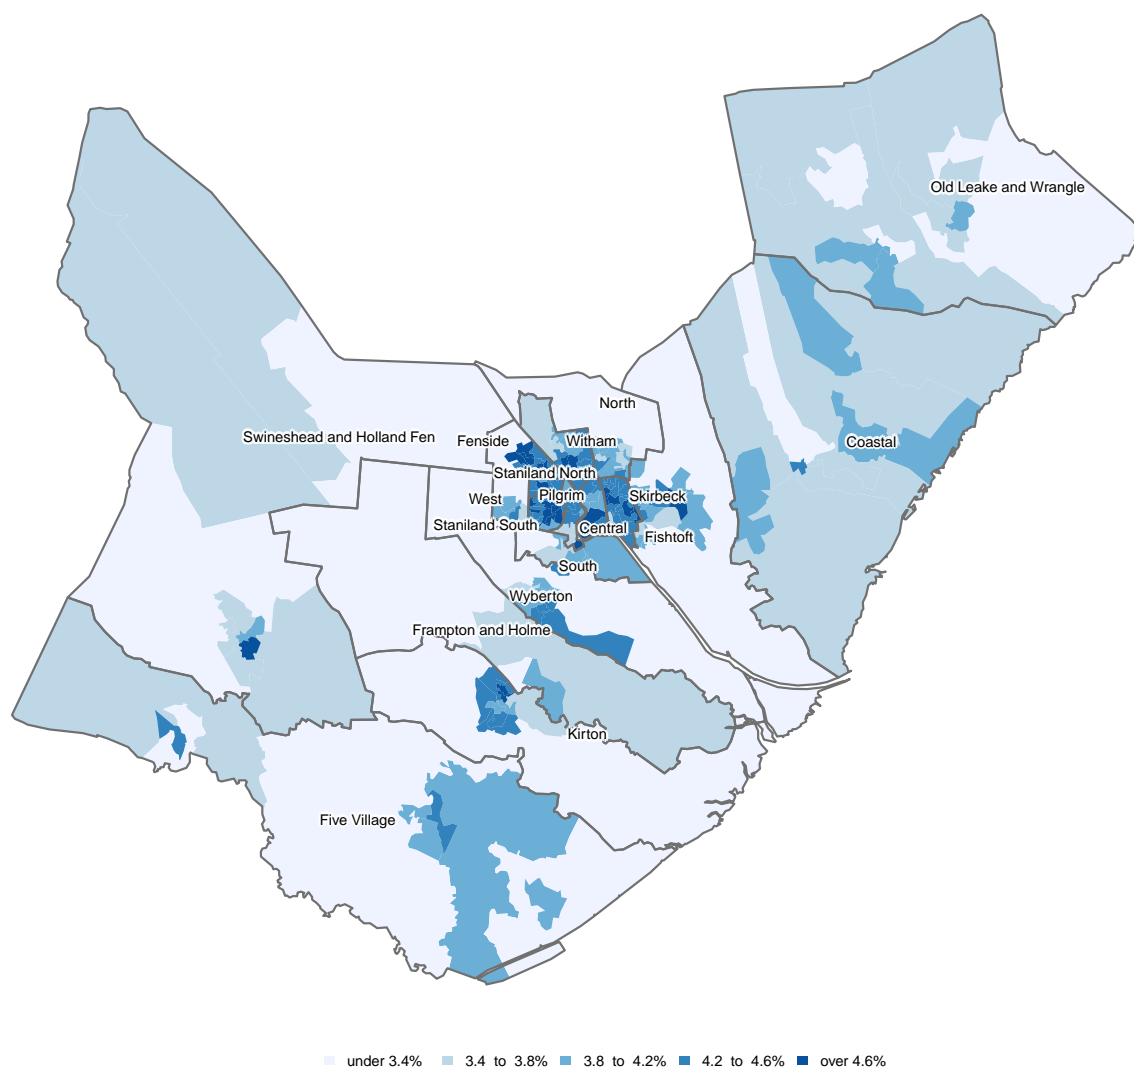 Old Leake and Wrangle
North
Swineshead and Holland Fen
Fenside
Witham
Coastal
Staniland North
West
Pilgrim
Skirbeck
Staniland South
Central
Fishtoft
South
Wyberton
Frampton and Holme
Kirton
Five Village
under 3.4%
3.4 to 3.8%
3.8 to 4.2%
4.2 to 4.6%
over 4.6%